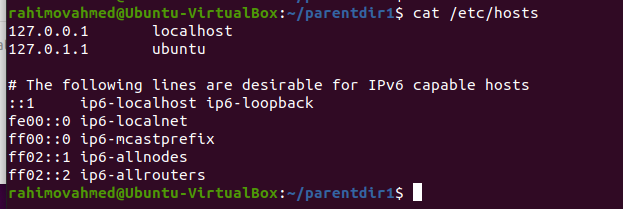 rahimovahmed@Ubuntu-VirtualBox:~/parentdir1$ cat /etc/hosts
127.0.0.1       localhost
127.0.1.1       ubuntu
# The following lines are desirable for IPv6 capable hosts
::1     ip6-localhost ip6-loopback
fe00::0 ip6-localnet
ff00::0 ip6-mcastprefix
ff02::1 ip6-allnodes
ff02::2 ip6-allrouters
rahimovahmed@Ubuntu-VirtualBox:~/parentdir1$